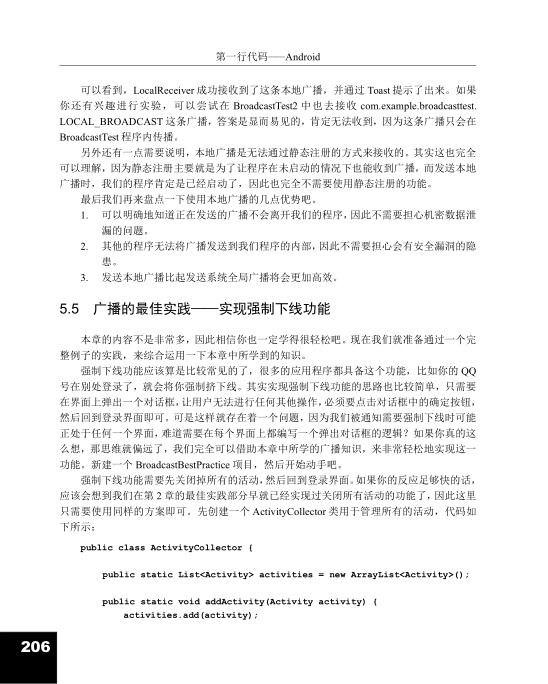 第一行代码——Android
可以看到，LocalReceiver 成功接收到了这条本地广播，并通过 Toast 提示了出来。如果
你还有兴趣进行实验，可以尝试在 BroadcastTest2 中也去接收 com.example.broadcasttest.
LOCAL_BROADCAST 这条广播，答案是显而易见的，肯定无法收到，因为这条广播只会在
BroadcastTest 程序内传播。
另外还有一点需要说明，本地广播是无法通过静态注册的方式来接收的。其实这也完全
可以理解，因为静态注册主要就是为了让程序在未启动的情况下也能收到广播，而发送本地
广播时，我们的程序肯定是已经启动了，因此也完全不需要使用静态注册的功能。
最后我们再来盘点一下使用本地广播的几点优势吧。
1. 可以明确地知道正在发送的广播不会离开我们的程序，因此不需要担心机密数据泄
漏的问题。
2. 其他的程序无法将广播发送到我们程序的内部，因此不需要担心会有安全漏洞的隐
患。
3. 发送本地广播比起发送系统全局广播将会更加高效。
5.5 广播的最佳实践——实现强制下线功能
本章的内容不是非常多，因此相信你也一定学得很轻松吧。现在我们就准备通过一个完
整例子的实践，来综合运用一下本章中所学到的知识。
强制下线功能应该算是比较常见的了，很多的应用程序都具备这个功能，比如你的 QQ
号在别处登录了，就会将你强制挤下线。其实实现强制下线功能的思路也比较简单，只需要
在界面上弹出一个对话框，让用户无法进行任何其他操作，必须要点击对话框中的确定按钮，
然后回到登录界面即可。可是这样就存在着一个问题，因为我们被通知需要强制下线时可能
正处于任何一个界面，难道需要在每个界面上都编写一个弹出对话框的逻辑？如果你真的这
么想，那思维就偏远了，我们完全可以借助本章中所学的广播知识，来非常轻松地实现这一
功能。新建一个 BroadcastBestPractice 项目，然后开始动手吧。
强制下线功能需要先关闭掉所有的活动，然后回到登录界面。如果你的反应足够快的话，
应该会想到我们在第 2 章的最佳实践部分早就已经实现过关闭所有活动的功能了，因此这里
只需要使用同样的方案即可。先创建一个 ActivityCollector 类用于管理所有的活动，代码如
下所示：
public class ActivityCollector {
public static List<Activity> activities = new ArrayList<Activity>();
public static void addActivity(Activity activity) {
activities.add(activity);
206